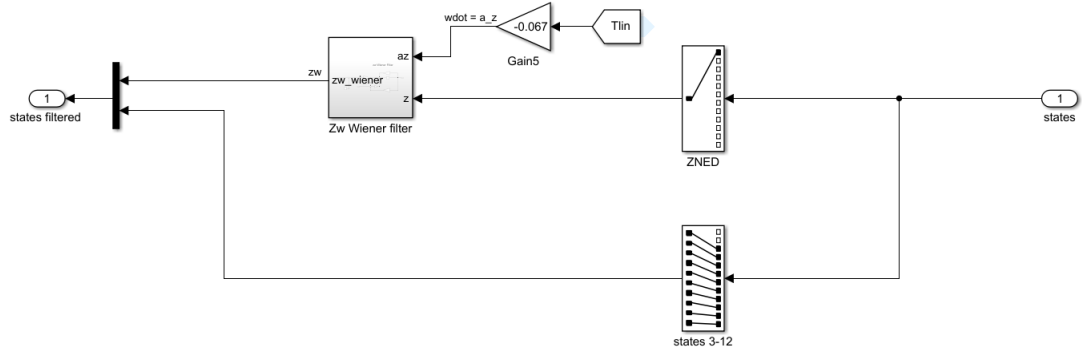 wdot = a_z
-0.067
Tlin
Gain5
az
zw
zw_wiener
z
1
states filtered
Zw Wiener filter
ZNED
1
states
states 3-12